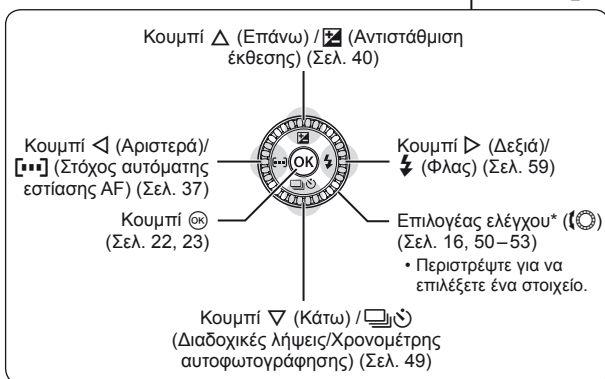 Κουμπί △ (Επάνω) / (Αντιστάθμιση
έκθεσης) (Σελ. 40)
Κουμπί ◁ (Αριστερά)/
[▪▪▪] (Στόχος αυτόματης
εστίασης AF) (Σελ. 37)
Κουμπί ▷ (Δεξιά)/
(Φλας) (Σελ. 59)
OK
Κουμπί OK
(Σελ. 22, 23)
Επιλογέας ελέγχου* ( )
(Σελ. 16, 50–53)
• Περιστρέψτε για να
επιλέξετε ένα στοιχείο.
Κουμπί ▽ (Κάτω) /
(Διαδοχικές λήψεις/Χρονομέτρης
αυτοφωτογράφησης) (Σελ. 49)